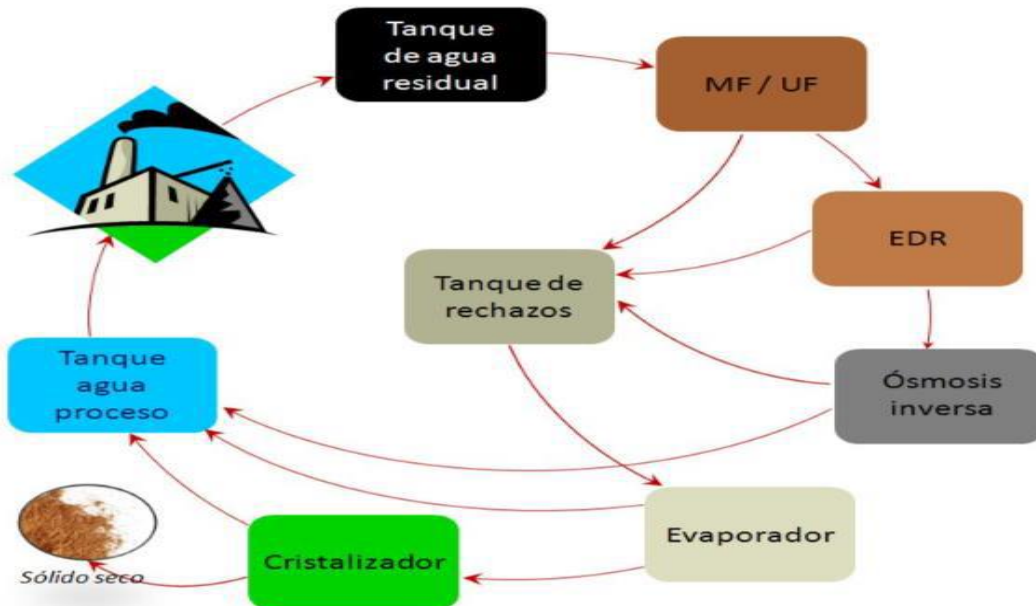 Tanque
de agua
residual
MF / UF
EDR
Tanque de
rechazos
Tanque
agua
proceso
Ósmosis
inversa
Evaporador
Cristalizador
Sólido seco